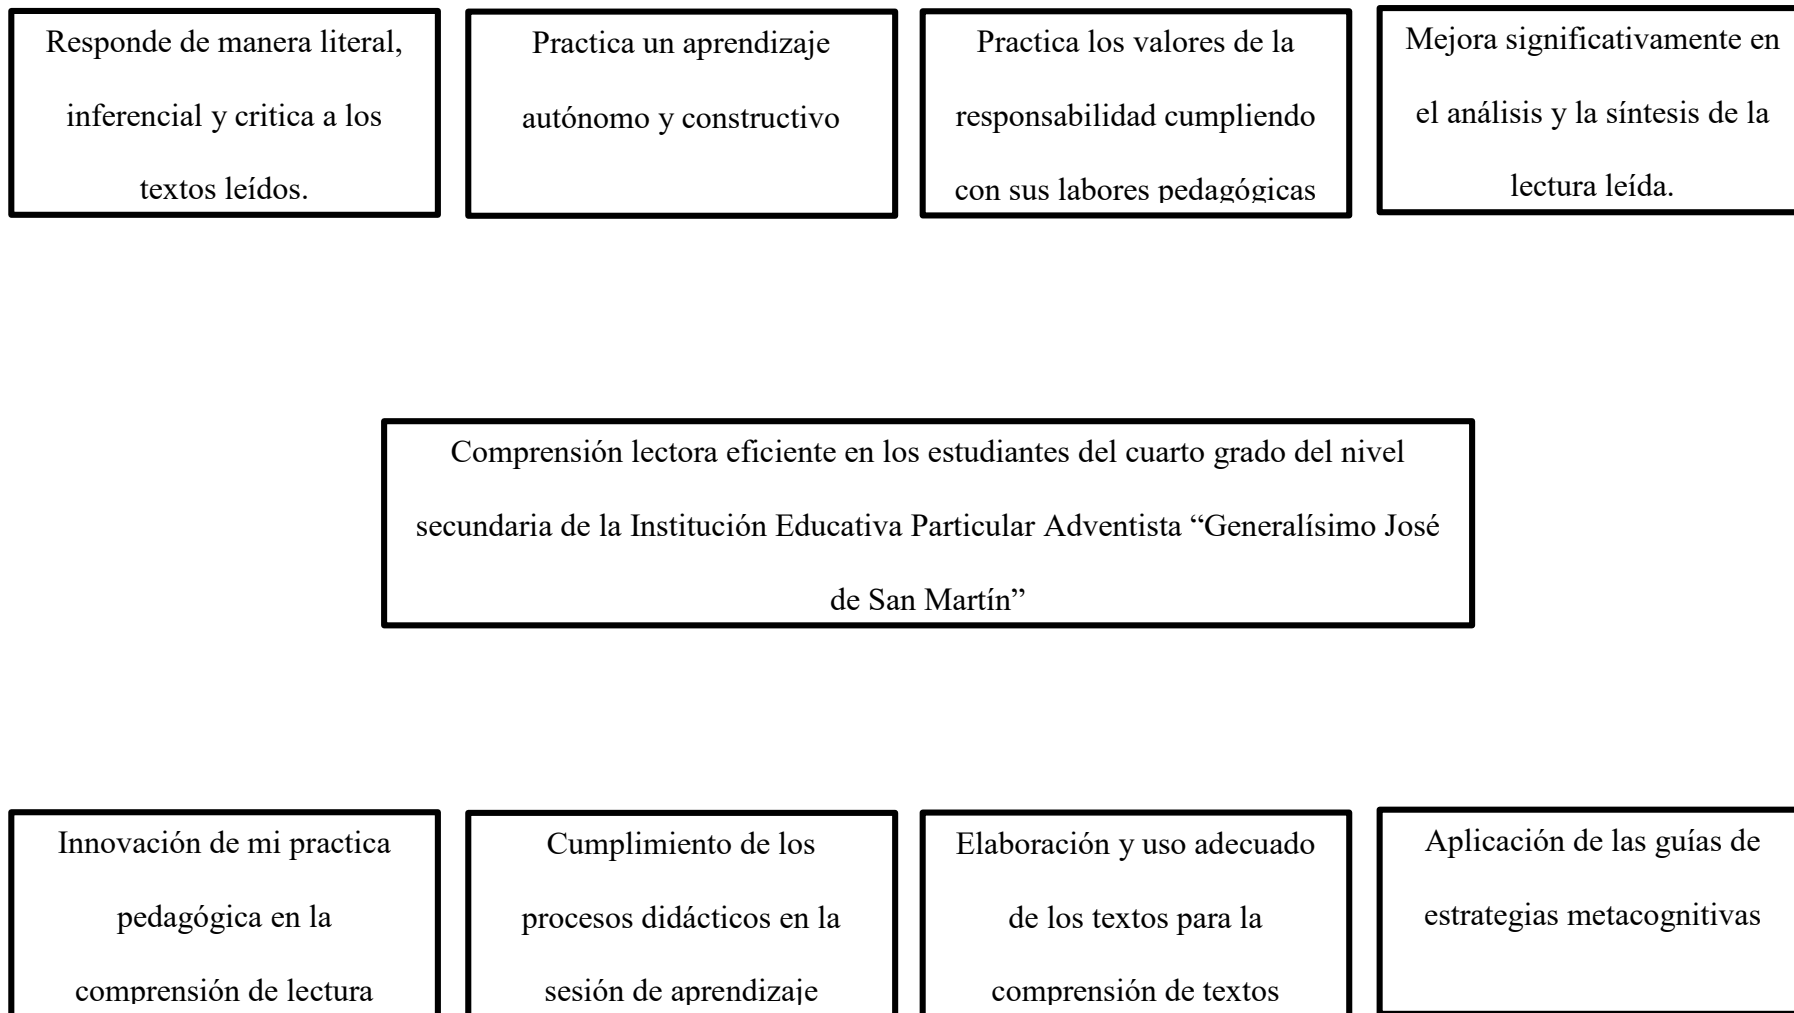 Responde de manera literal,
inferencial y critica a los
textos leídos.
Practica un aprendizaje
autónomo y constructivo
Practica los valores de la
responsabilidad cumpliendo
con sus labores pedagógicas
Mejora significativamente en
el análisis y la síntesis de la
lectura leída.
Comprensión lectora eficiente en los estudiantes del cuarto grado del nivel
secundaria de la Institución Educativa Particular Adventista “Generalísimo José
de San Martín”
Innovación de mi practica
pedagógica en la
comprensión de lectura
Cumplimiento de los
procesos didácticos en la
sesión de aprendizaje
Elaboración y uso adecuado
de los textos para la
comprensión de textos
Aplicación de las guías de
estrategias metacognitivas